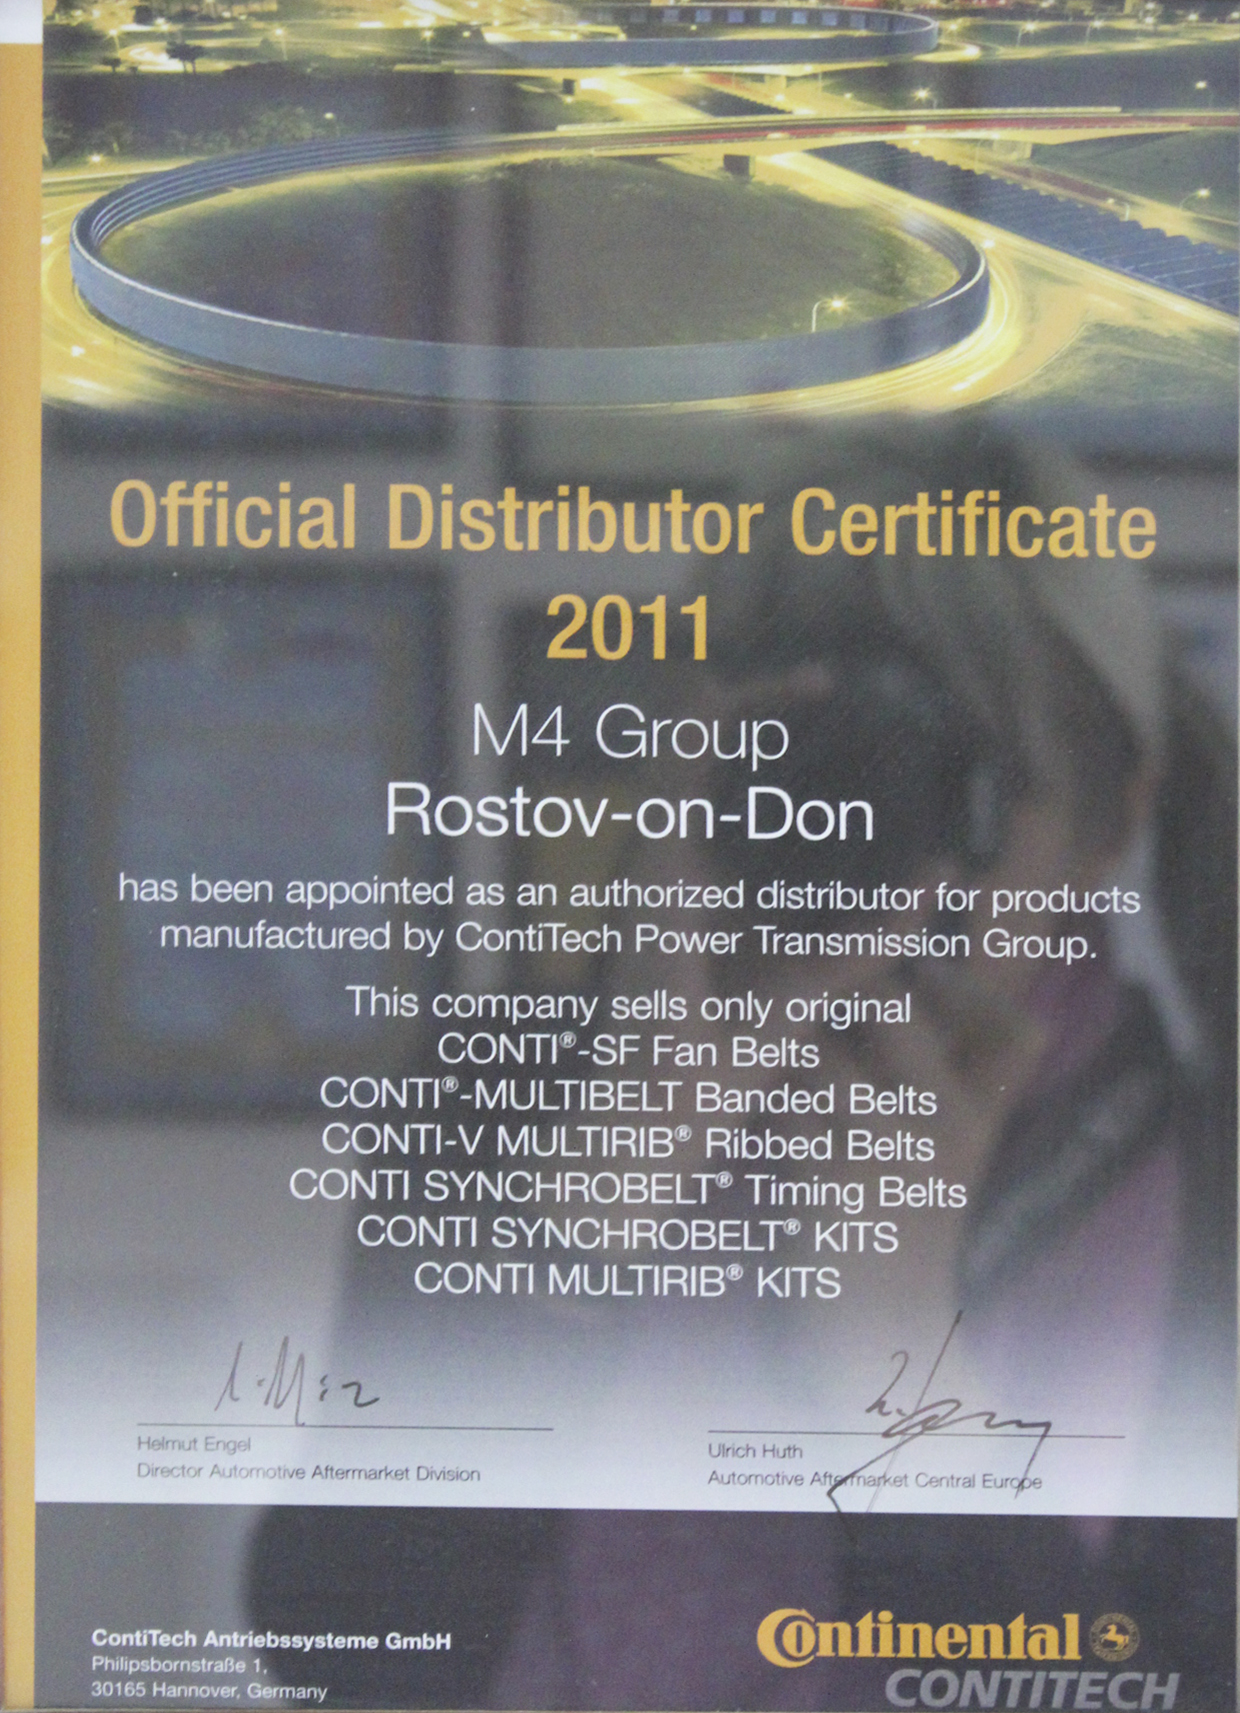 Official Distributor Certificate
2011
M4 Group
Rostov-on-Don
has been appointed as an authorized distributor for products
manufactured by ContiTech Power Transmission Group.
This company sells only original
CONTI®-SF Fan Belts
CONTI®-MULTIBELT Banded Belts
CONTI-V MULTIRIB® Ribbed Belts
CONTI SYNCHROBELT® Timing Belts
CONTI SYNCHROBELT® KITS
CONTI MULTIRIB® KITS
Helmut Engel
Director Automotive Aftermarket Division
Ulrich Huth
Automotive Aftermarket Central Europe
ContiTech Antriebssysteme GmbH
Philipsbornstraße 1,
30165 Hannover, Germany
Continental
CONTITECH